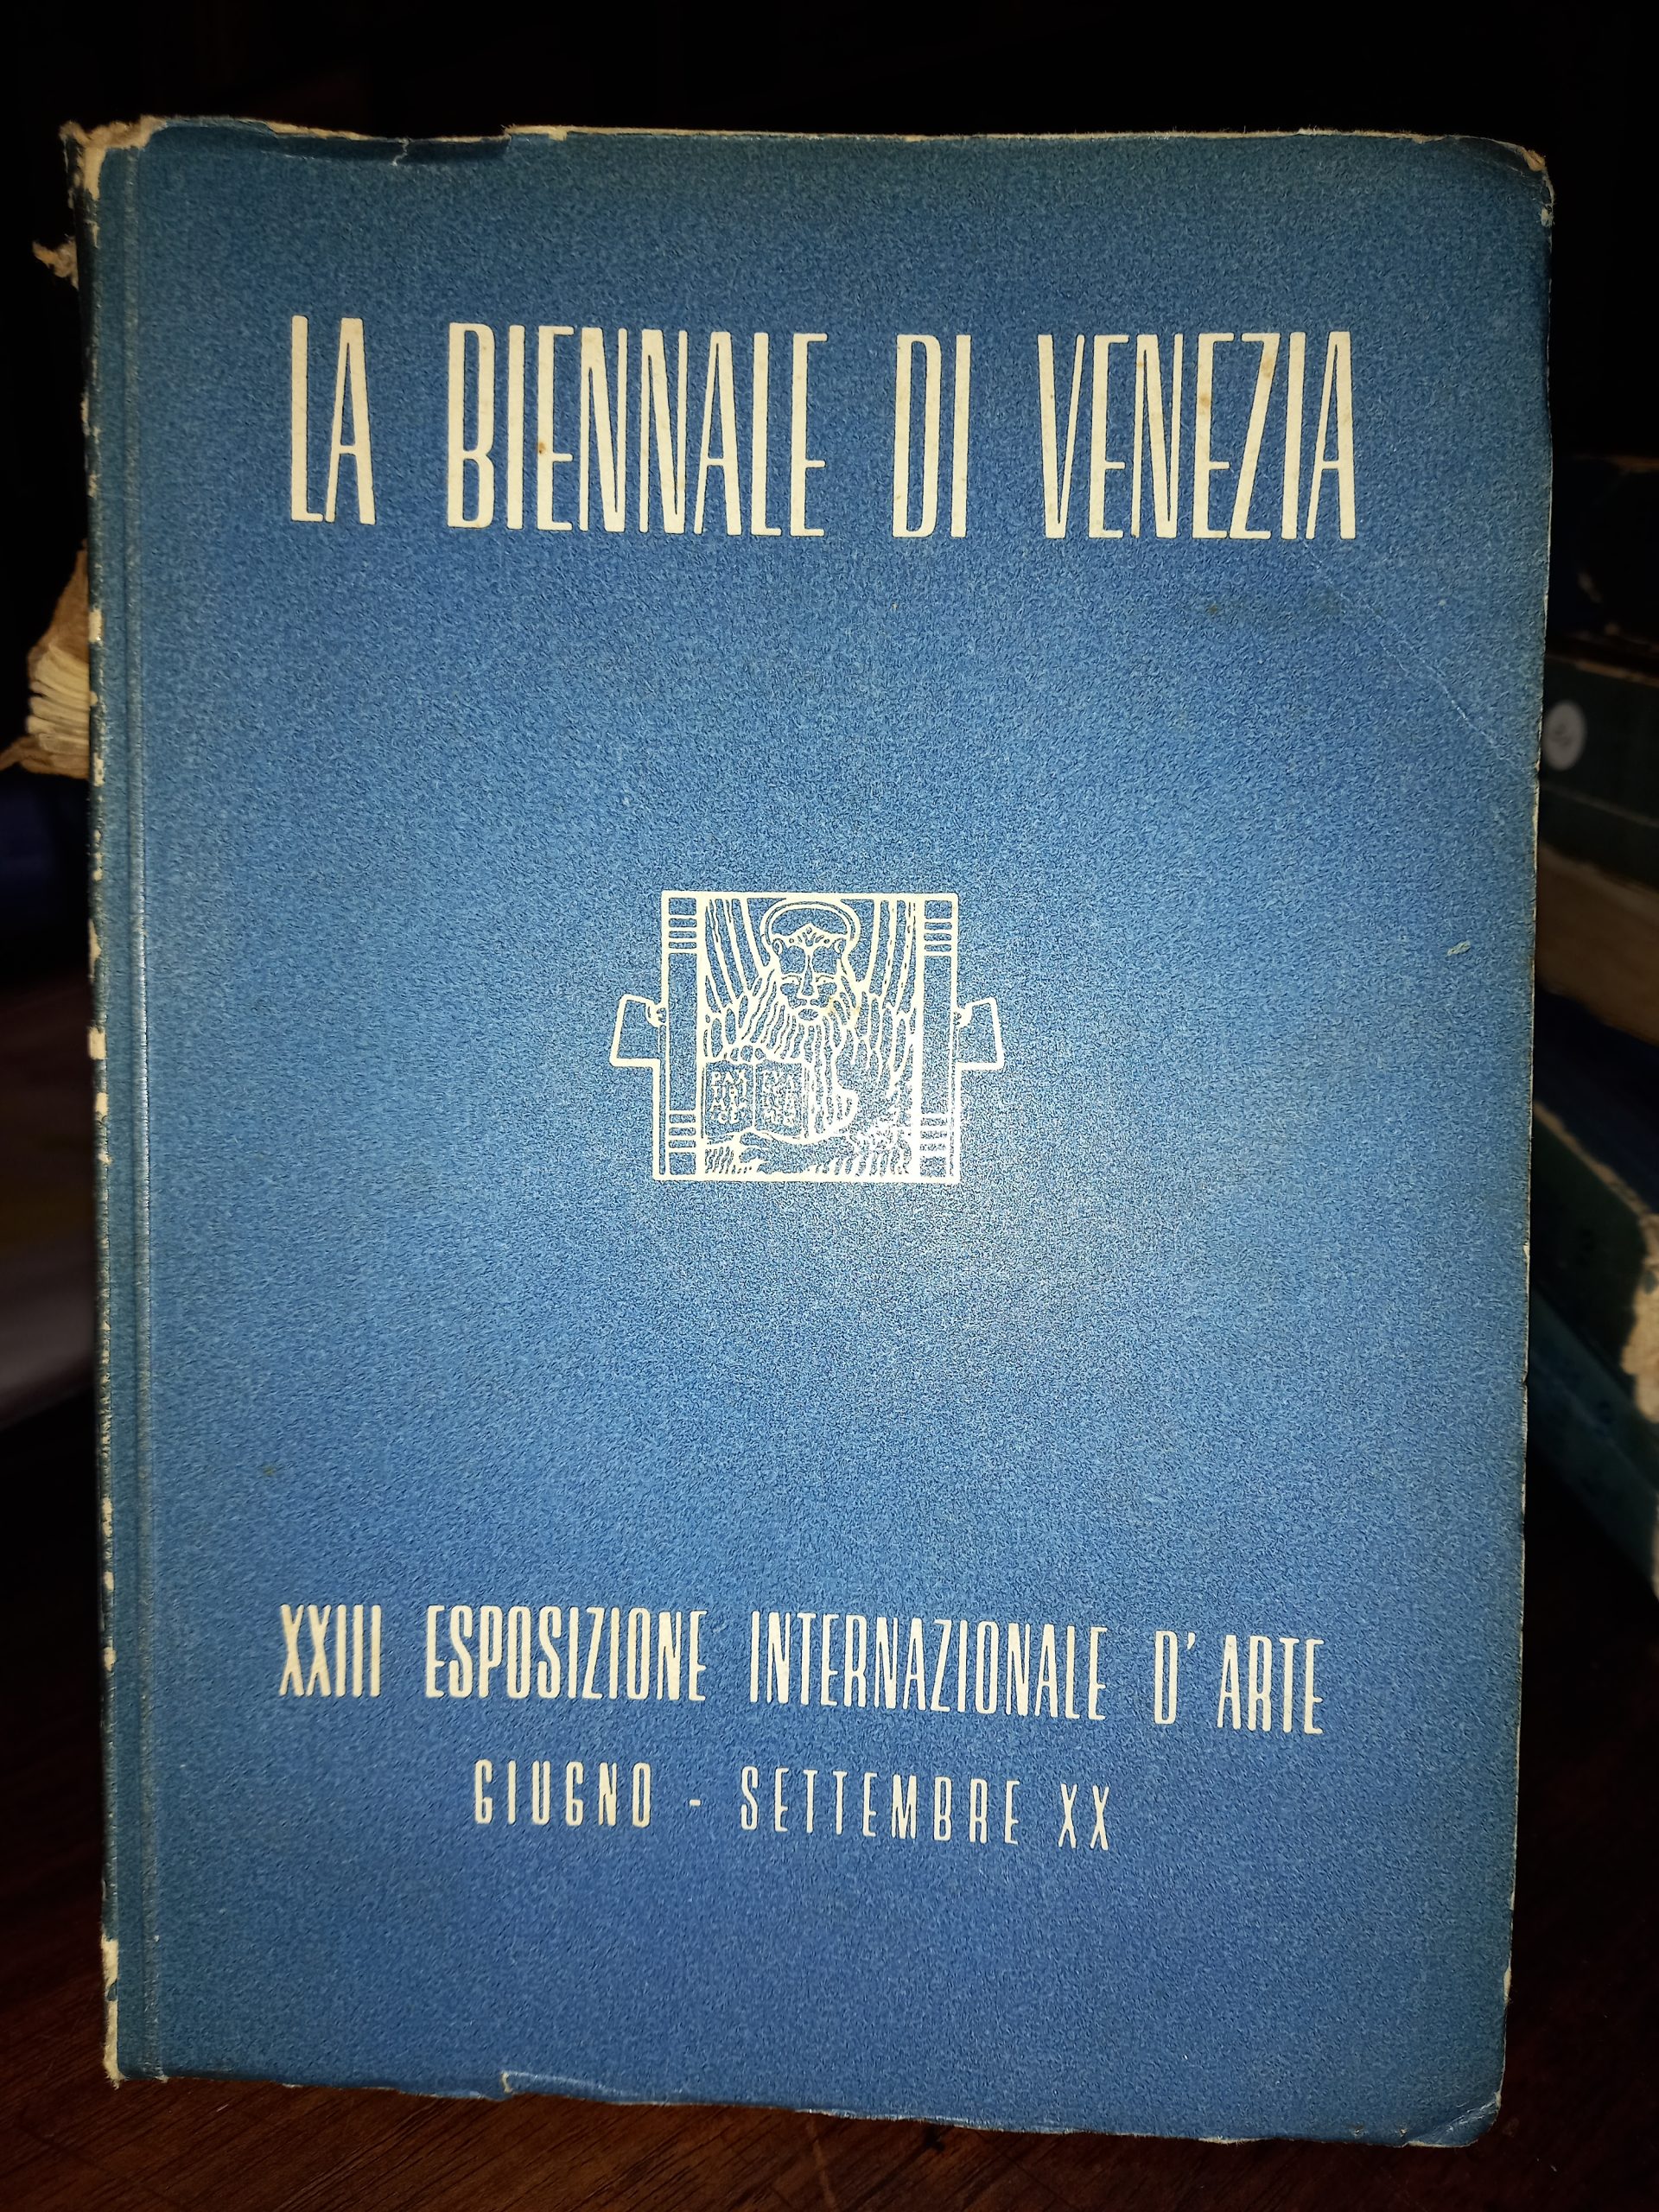 LA BIENNALE DI VENEZIA
XXIII ESPOSIZIONE INTERNAZIONALE D'ARTE
GIUGNO - SETTEMBRE XX